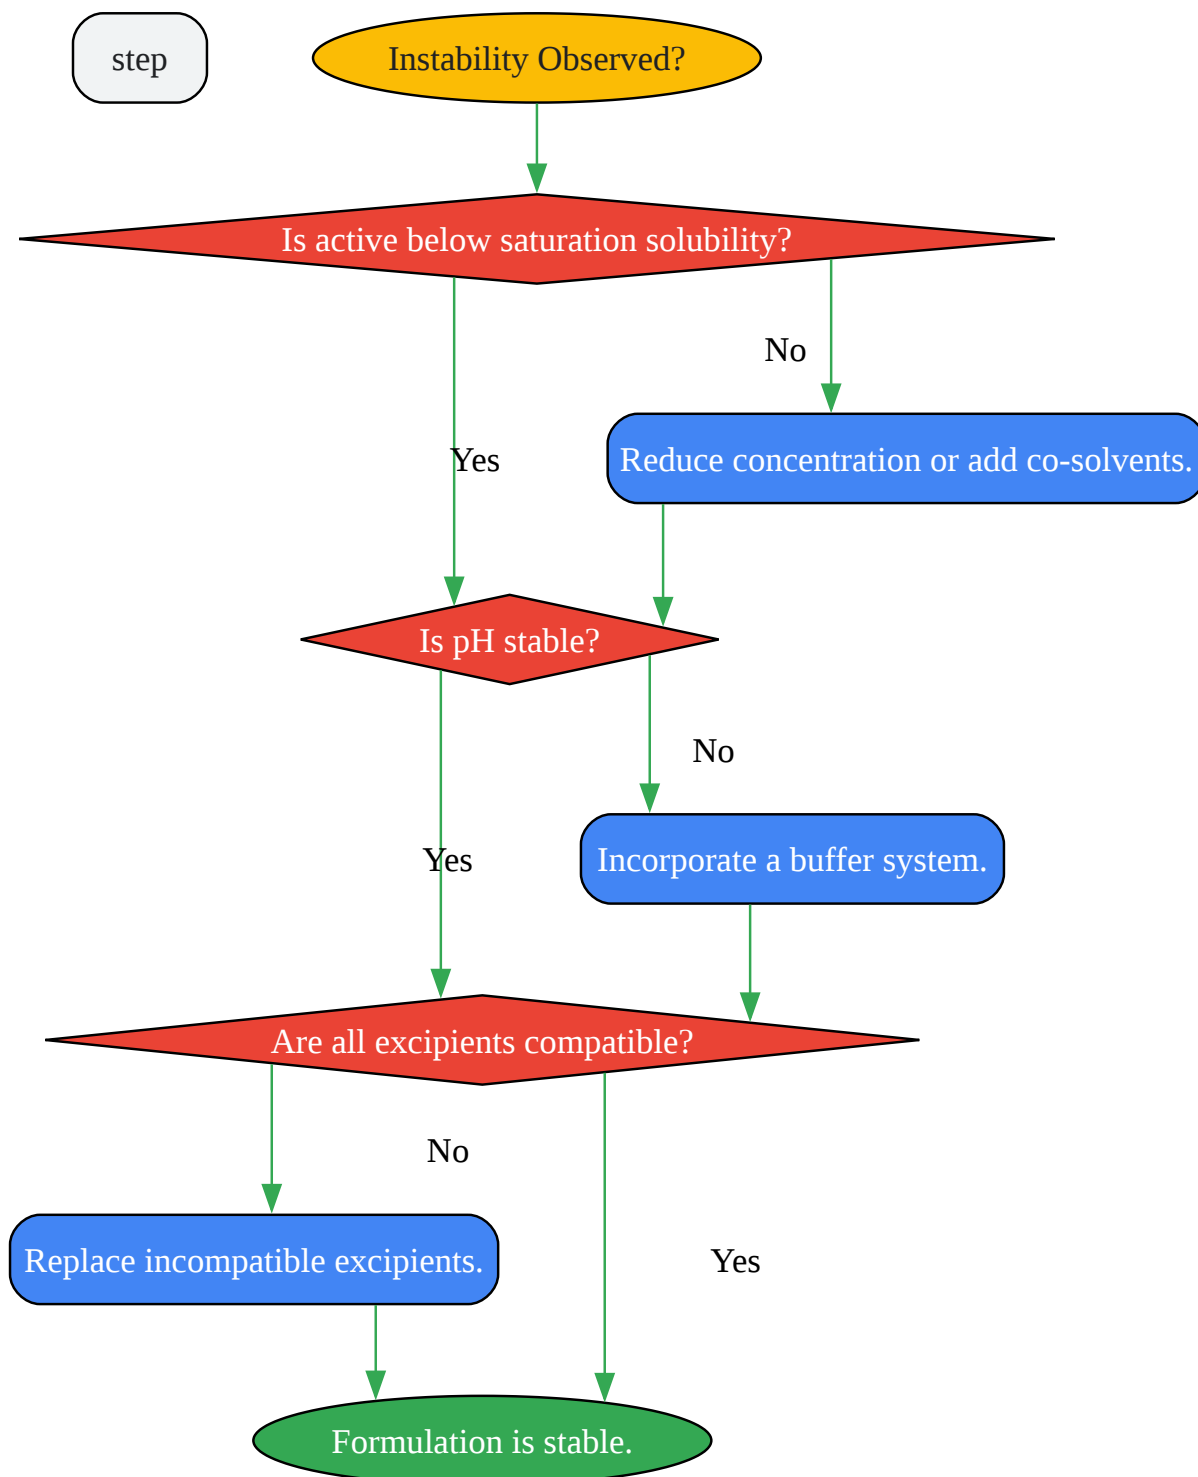 step
Instability Observed?
Is active below saturation solubility?
No
Yes
Reduce concentration or add co-solvents.
Is pH stable?
No
Yes
Incorporate a buffer system.
Are all excipients compatible?
No
Replace incompatible excipients.
Yes
Formulation is stable.